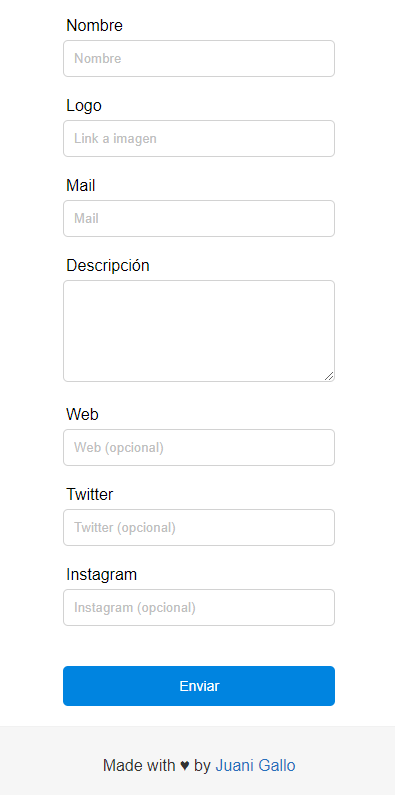 Nombre
Nombre
Logo
Link a imagen
Mail
Mail
Descripción
Web
Web (opcional)
Twitter
Twitter (opcional)
Instagram
Instagram (opcional)
Enviar
Made with ♥ by Juani Gallo